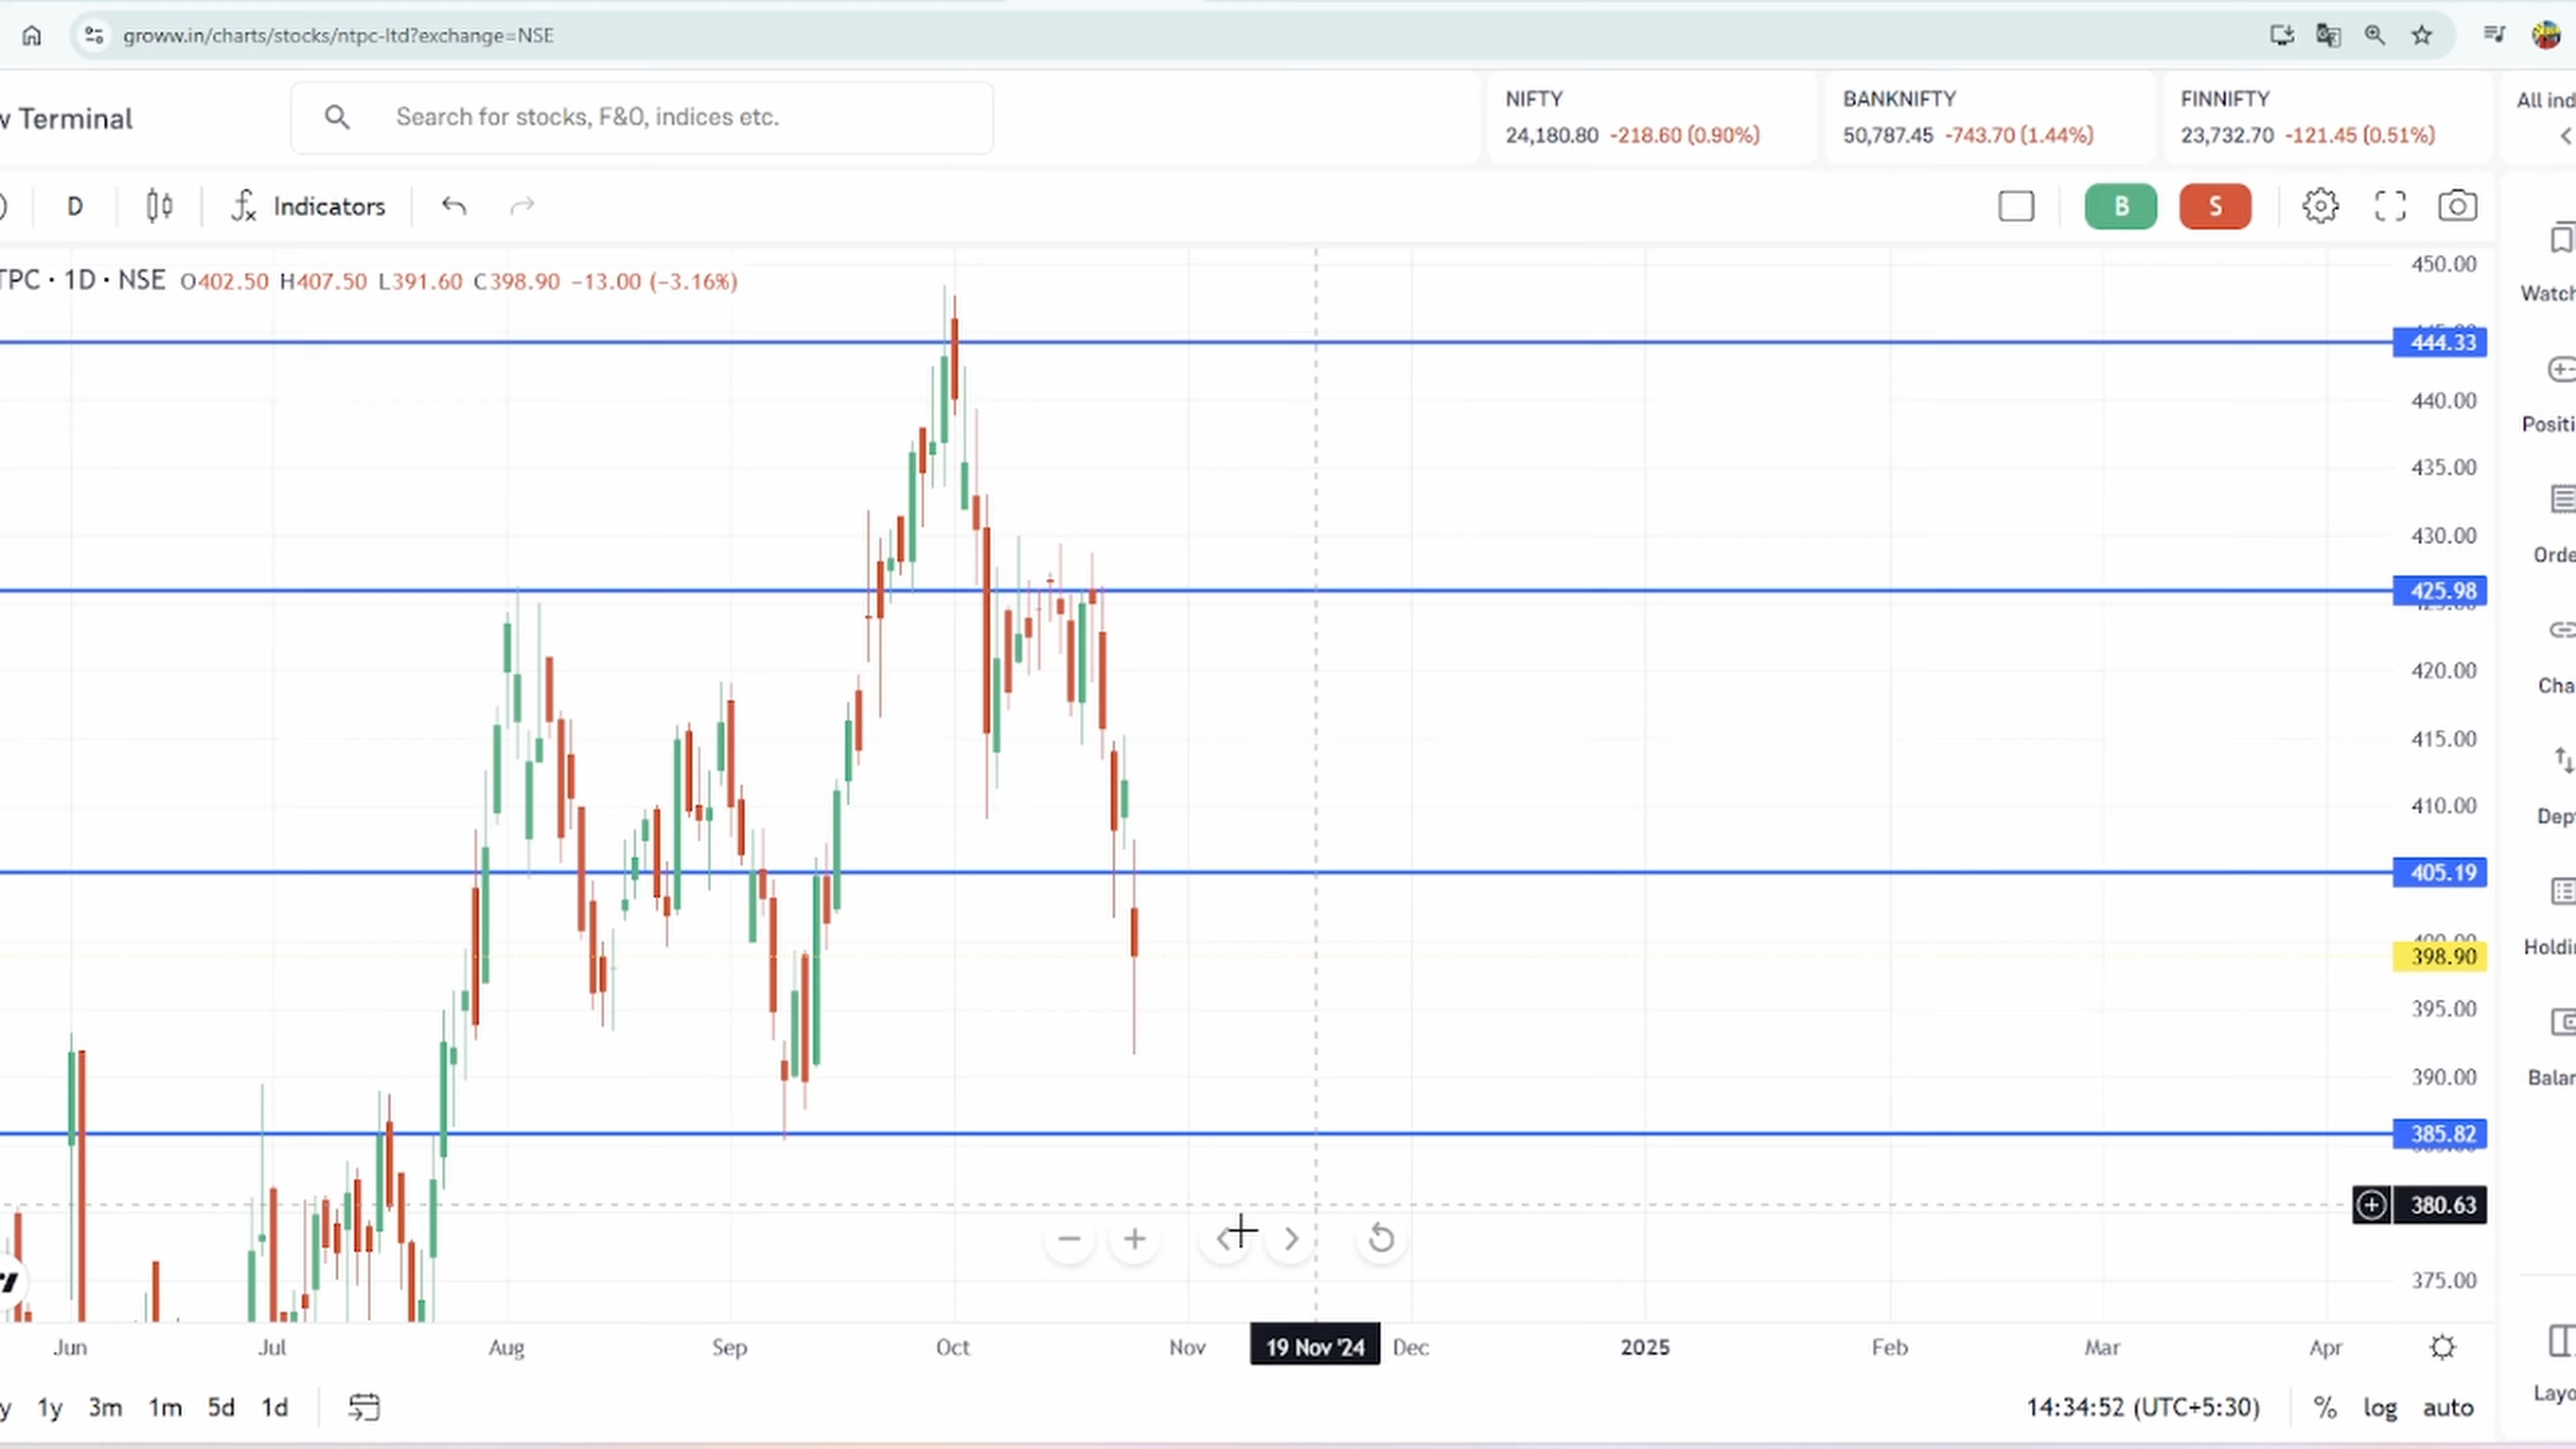 groww.in/charts/stocks/ntpc-ltd?exchange=NSE
Terminal
Search for stocks, F&O, indices etc.
NIFTY
24,180.80 -218.60 (0.90%)
BANKNIFTY
50,787.45 -743.70 (1.44%)
FINNIFTY
23,732.70 -121.45 (0.51%)
All ind
D
Indicators
B
S
TPC · 1D · NSE O402.50 H407.50 L391.60 C398.90 −13.00 (−3.16%)
450.00
444.33
440.00
435.00
430.00
425.98
420.00
415.00
410.00
405.19
398.90
395.00
390.00
385.82
380.63
375.00
Watch
Positi
Orde
Cha
Dept
Holdin
Balan
Layo
Jun
Jul
Aug
Sep
Oct
Nov
19 Nov '24
Dec
2025
Feb
Mar
Apr
y 1y 3m 1m 5d 1d
14:34:52 (UTC+5:30)
% log auto